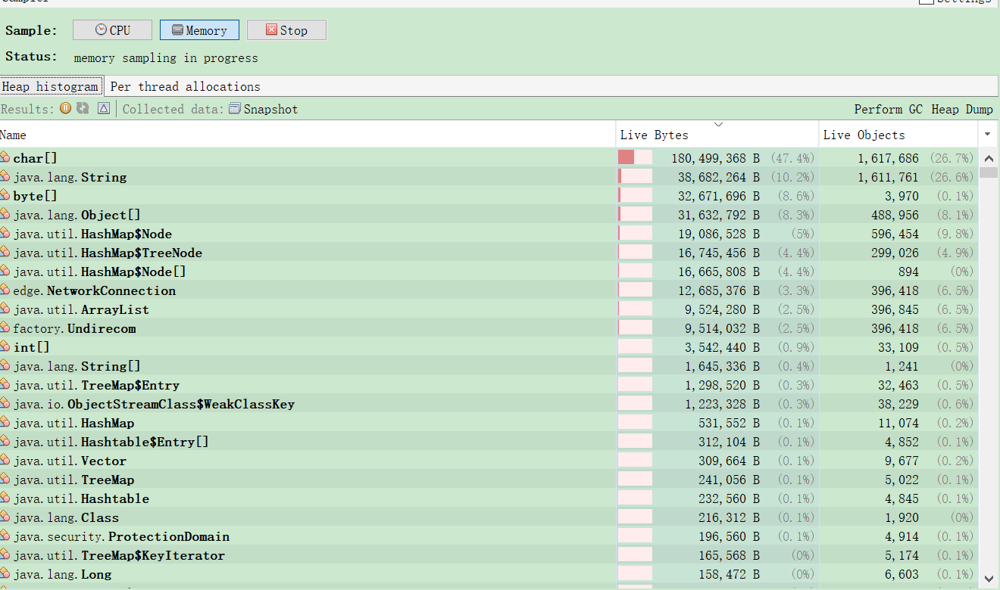 Sampler Settings
Sample: CPU Memory Stop
Status: memory sampling in progress
Heap histogram Per thread allocations
Results: Collected data: Snapshot Perform GC Heap Dump
Name Live Bytes Live Objects
char[] 180,499,368 B (47.4%) 1,617,686 (26.7%)
java.lang.String 38,682,264 B (10.2%) 1,611,761 (26.6%)
byte[] 32,671,696 B (8.6%) 3,970 (0.1%)
java.lang.Object[] 31,632,792 B (8.3%) 488,956 (8.1%)
java.util.HashMap$Node 19,086,528 B (5%) 596,454 (9.8%)
java.util.HashMap$TreeNode 16,745,456 B (4.4%) 299,026 (4.9%)
java.util.HashMap$Node[] 16,665,808 B (4.4%) 894 (0%)
edge.NetworkConnection 12,685,376 B (3.3%) 396,418 (6.5%)
java.util.ArrayList 9,524,280 B (2.5%) 396,845 (6.5%)
factory.Undirecom 9,514,032 B (2.5%) 396,418 (6.5%)
int[] 3,542,440 B (0.9%) 33,109 (0.5%)
java.lang.String[] 1,645,336 B (0.4%) 1,241 (0%)
java.util.TreeMap$Entry 1,298,520 B (0.3%) 32,463 (0.5%)
java.io.ObjectStreamClass$WeakClassKey 1,223,328 B (0.3%) 38,229 (0.6%)
java.util.HashMap 531,552 B (0.1%) 11,074 (0.2%)
java.util.Hashtable$Entry[] 312,104 B (0.1%) 4,852 (0.1%)
java.util.Vector 309,664 B (0.1%) 9,677 (0.2%)
java.util.TreeMap 241,056 B (0.1%) 5,022 (0.1%)
java.util.Hashtable 232,560 B (0.1%) 4,845 (0.1%)
java.lang.Class 216,312 B (0.1%) 1,920 (0%)
java.security.ProtectionDomain 196,560 B (0.1%) 4,914 (0.1%)
java.util.TreeMap$KeyIterator 165,568 B (0%) 5,174 (0.1%)
java.lang.Long 158,472 B (0%) 6,603 (0.1%)